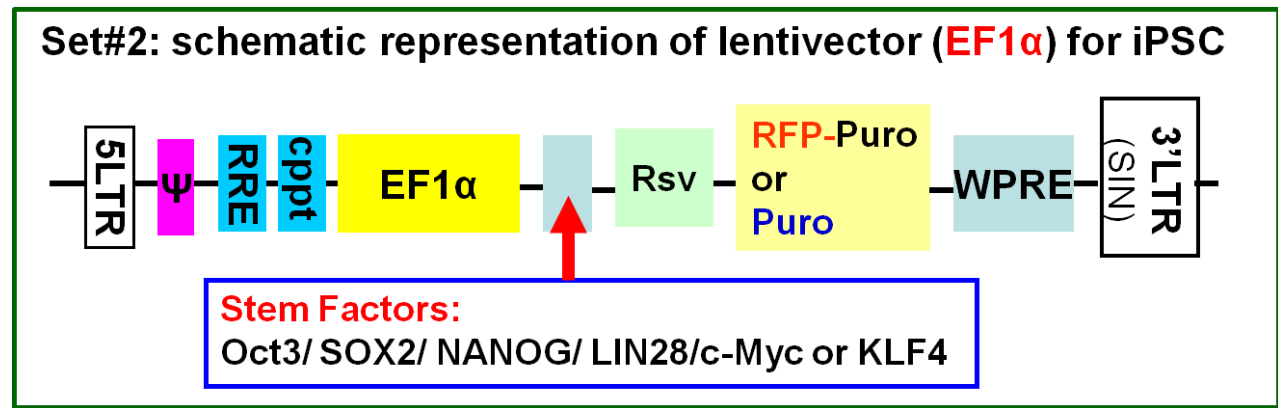 Set#2: schematic representation of lentivector (EF1α) for iPSC
5LTR
Ψ
RRE
cppt
EF1α
Rsv
RFP-Puro
or
Puro
WPRE
3'LTR
(SIN)
Stem Factors:
Oct3/ SOX2/ NANOG/ LIN28/c-Myc or KLF4